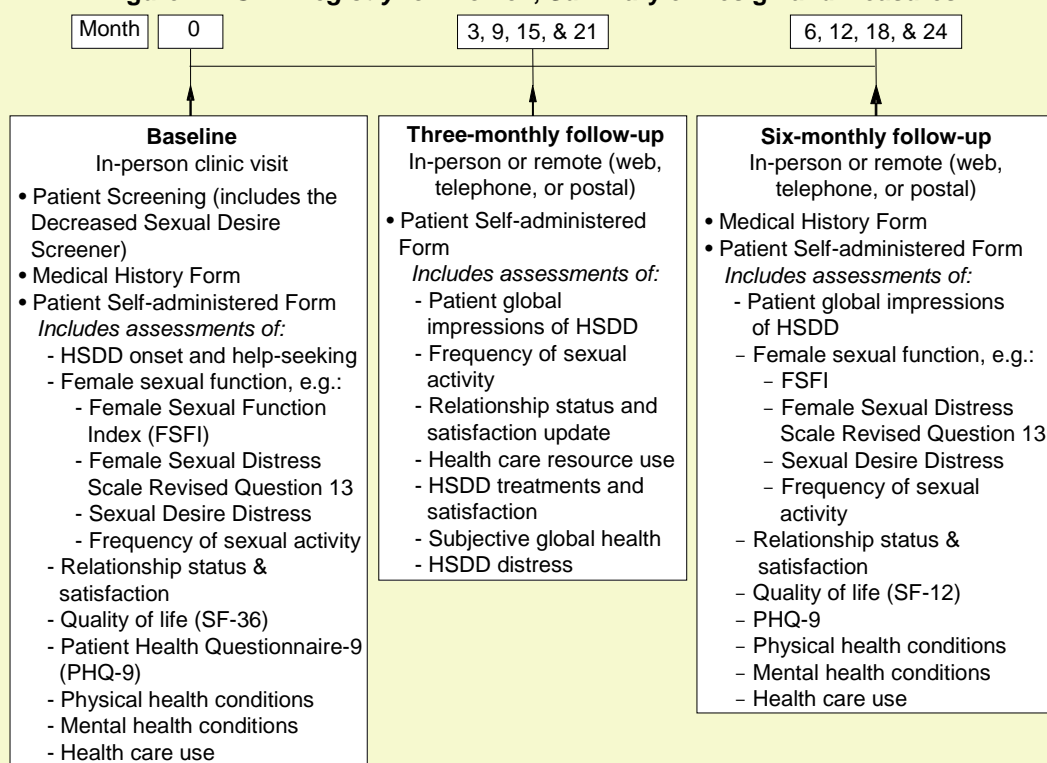 Month 0 3, 9, 15, & 21 6, 12, 18, & 24
Baseline
In-person clinic visit
• Patient Screening (includes the
Decreased Sexual Desire
Screener)
• Medical History Form
• Patient Self-administered Form
Includes assessments of:
- HSDD onset and help-seeking
- Female sexual function, e.g.:
- Female Sexual Function
Index (FSFI)
- Female Sexual Distress
Scale Revised Question 13
- Sexual Desire Distress
- Frequency of sexual activity
- Relationship status &
satisfaction
- Quality of life (SF-36)
- Patient Health Questionnaire-9
(PHQ-9)
- Physical health conditions
- Mental health conditions
- Health care use
Three-monthly follow-up
In-person or remote (web,
telephone, or postal)
• Patient Self-administered
Form
Includes assessments of:
- Patient global
impressions of HSDD
- Frequency of sexual
activity
- Relationship status and
satisfaction update
- Health care resource use
- HSDD treatments and
satisfaction
- Subjective global health
- HSDD distress
Six-monthly follow-up
In-person or remote (web,
telephone, or postal)
• Medical History Form
• Patient Self-administered Form
Includes assessments of:
- Patient global impressions
of HSDD
– Female sexual function, e.g.:
– FSFI
– Female Sexual Distress
Scale Revised Question 13
– Sexual Desire Distress
– Frequency of sexual
activity
– Relationship status &
satisfaction
– Quality of life (SF-12)
– PHQ-9
– Physical health conditions
– Mental health conditions
– Health care use